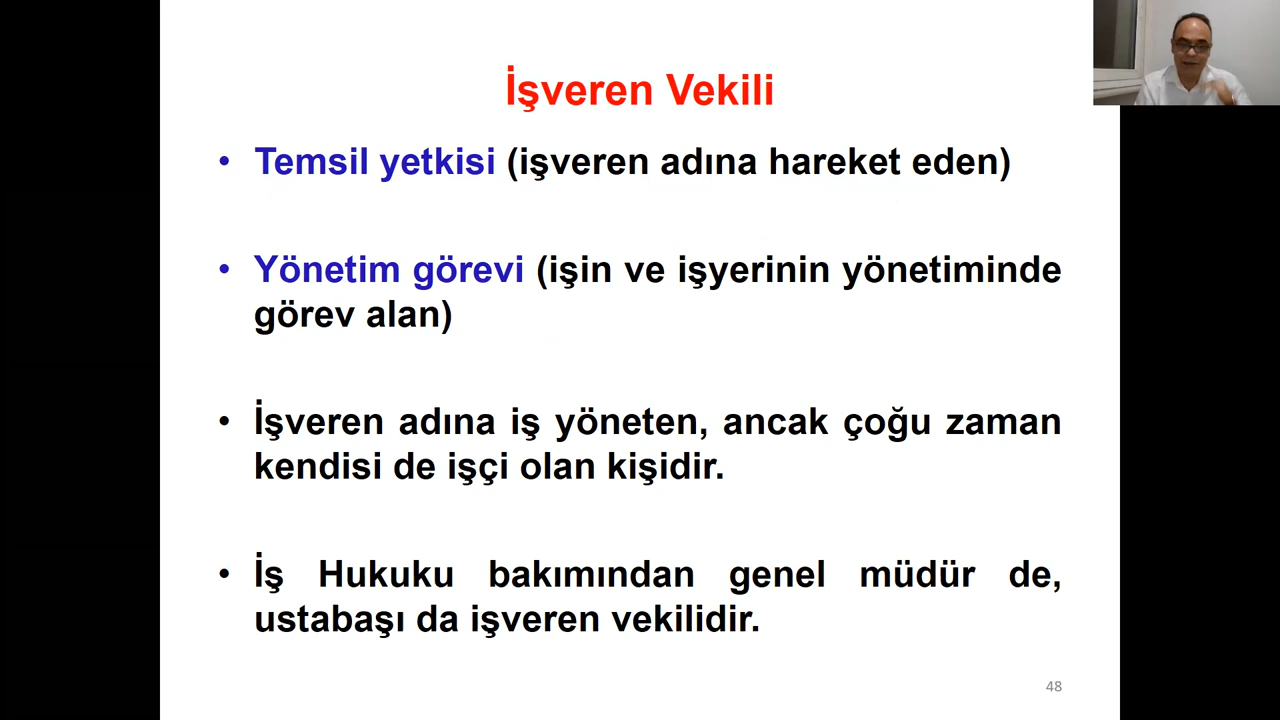 İşveren Vekili
• Temsil yetkisi (işveren adına hareket eden)
• Yönetim görevi (işin ve işyerinin yönetiminde
görev alan)
• İşveren adına iş yöneten, ancak çoğu zaman
kendisi de işçi olan kişidir.
• İş Hukuku bakımından genel müdür de,
ustabaşı da işveren vekilidir.
48